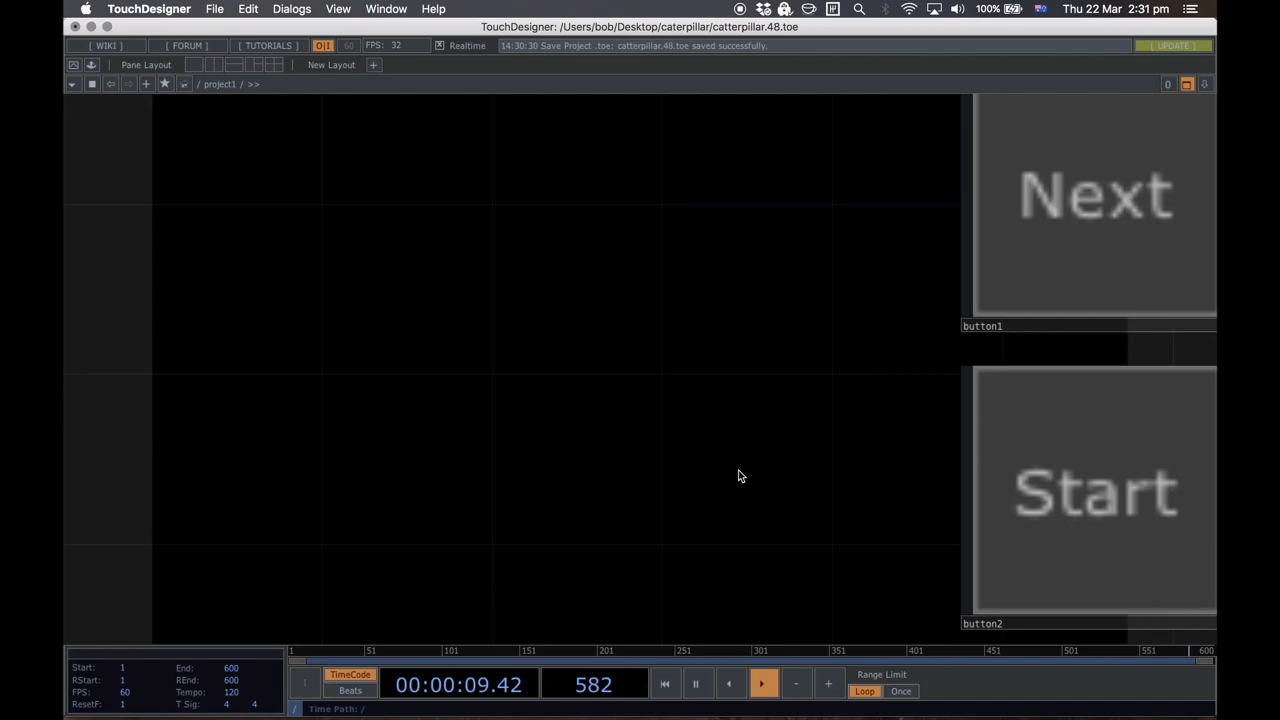 TouchDesigner File Edit Dialogs View Window Help 100% Thu 22 Mar 2:31 pm
TouchDesigner: /Users/bob/Desktop/caterpillar/catterpillar.48.toe
[ WIKI ] [ FORUM ] [ TUTORIALS ] O|I 60 FPS: 32 Realtime 14:30:30 Save Project .toe: catterpillar.48.toe saved successfully. [ UPDATE ]
Pane Layout New Layout +
/ project1 / >> 0
Next
button1
Start
button2
1 51 101 151 201 251 301 351 401 451 501 551 600
Start: 1 End: 600
RStart: 1 REnd: 600
FPS: 60 Tempo: 120
ResetF: 1 T Sig: 4 4
TimeCode
Beats
00:00:09.42 582
- +
Range Limit
Loop Once
/ Time Path: /